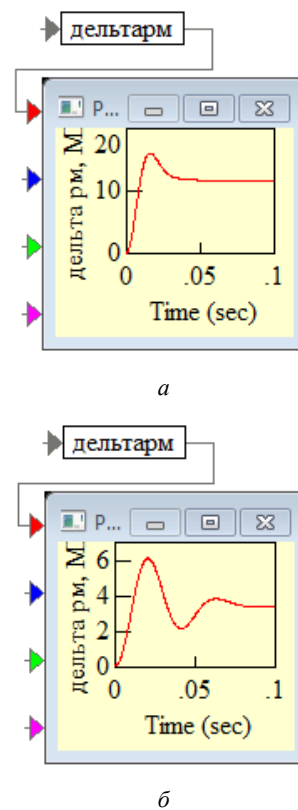 дельтарм
P...
дельта рм, М
20
10
0
0 .05 .1
Time (sec)
а
дельтарм
P...
дельта рм, М
6
4
2
0
0 .05 .1
Time (sec)
б